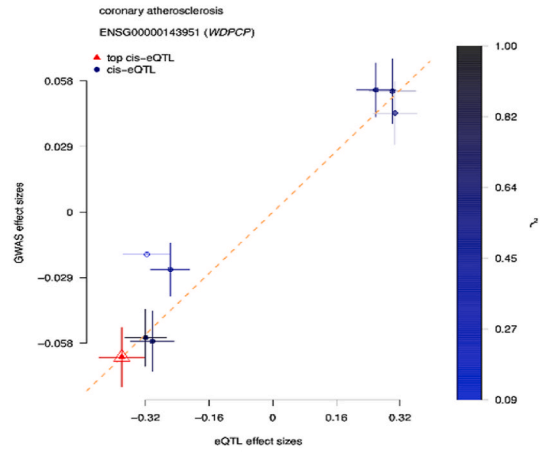 coronary atherosclerosis
ENSG00000143951 (WDPCP)
top cis-eQTL
cis-eQTL
GWAS effect sizes
0.058
0.029
0
-0.029
-0.058
-0.32
-0.16
0
0.16
0.32
eQTL effect sizes
1.00
0.82
0.64
0.45
0.27
0.09